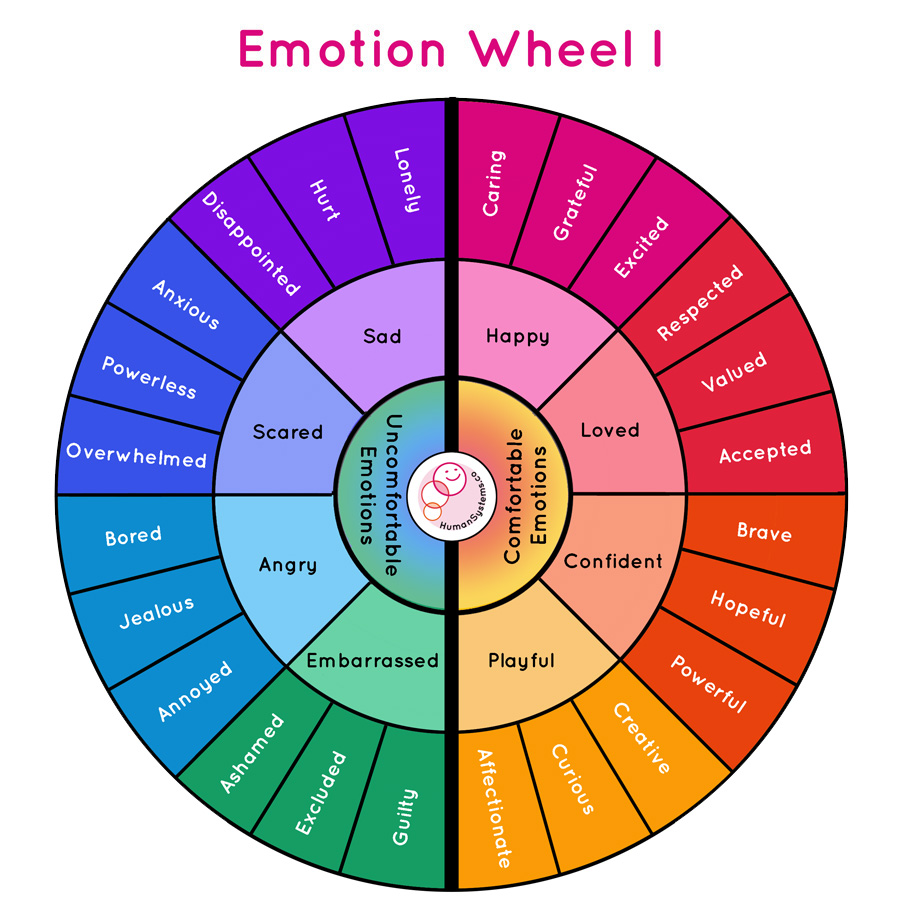 Emotion Wheel I
Caring
Grateful
Excited
Respected
Valued
Accepted
Brave
Hopeful
Powerful
Creative
Curious
Affectionate
Guilty
Excluded
Ashamed
Annoyed
Jealous
Bored
Overwhelmed
Powerless
Anxious
Disappointed
Hurt
Lonely
Happy
Loved
Confident
Playful
Embarrassed
Angry
Scared
Sad
Uncomfortable
Emotions
Comfortable
Emotions
HumanSystems.co